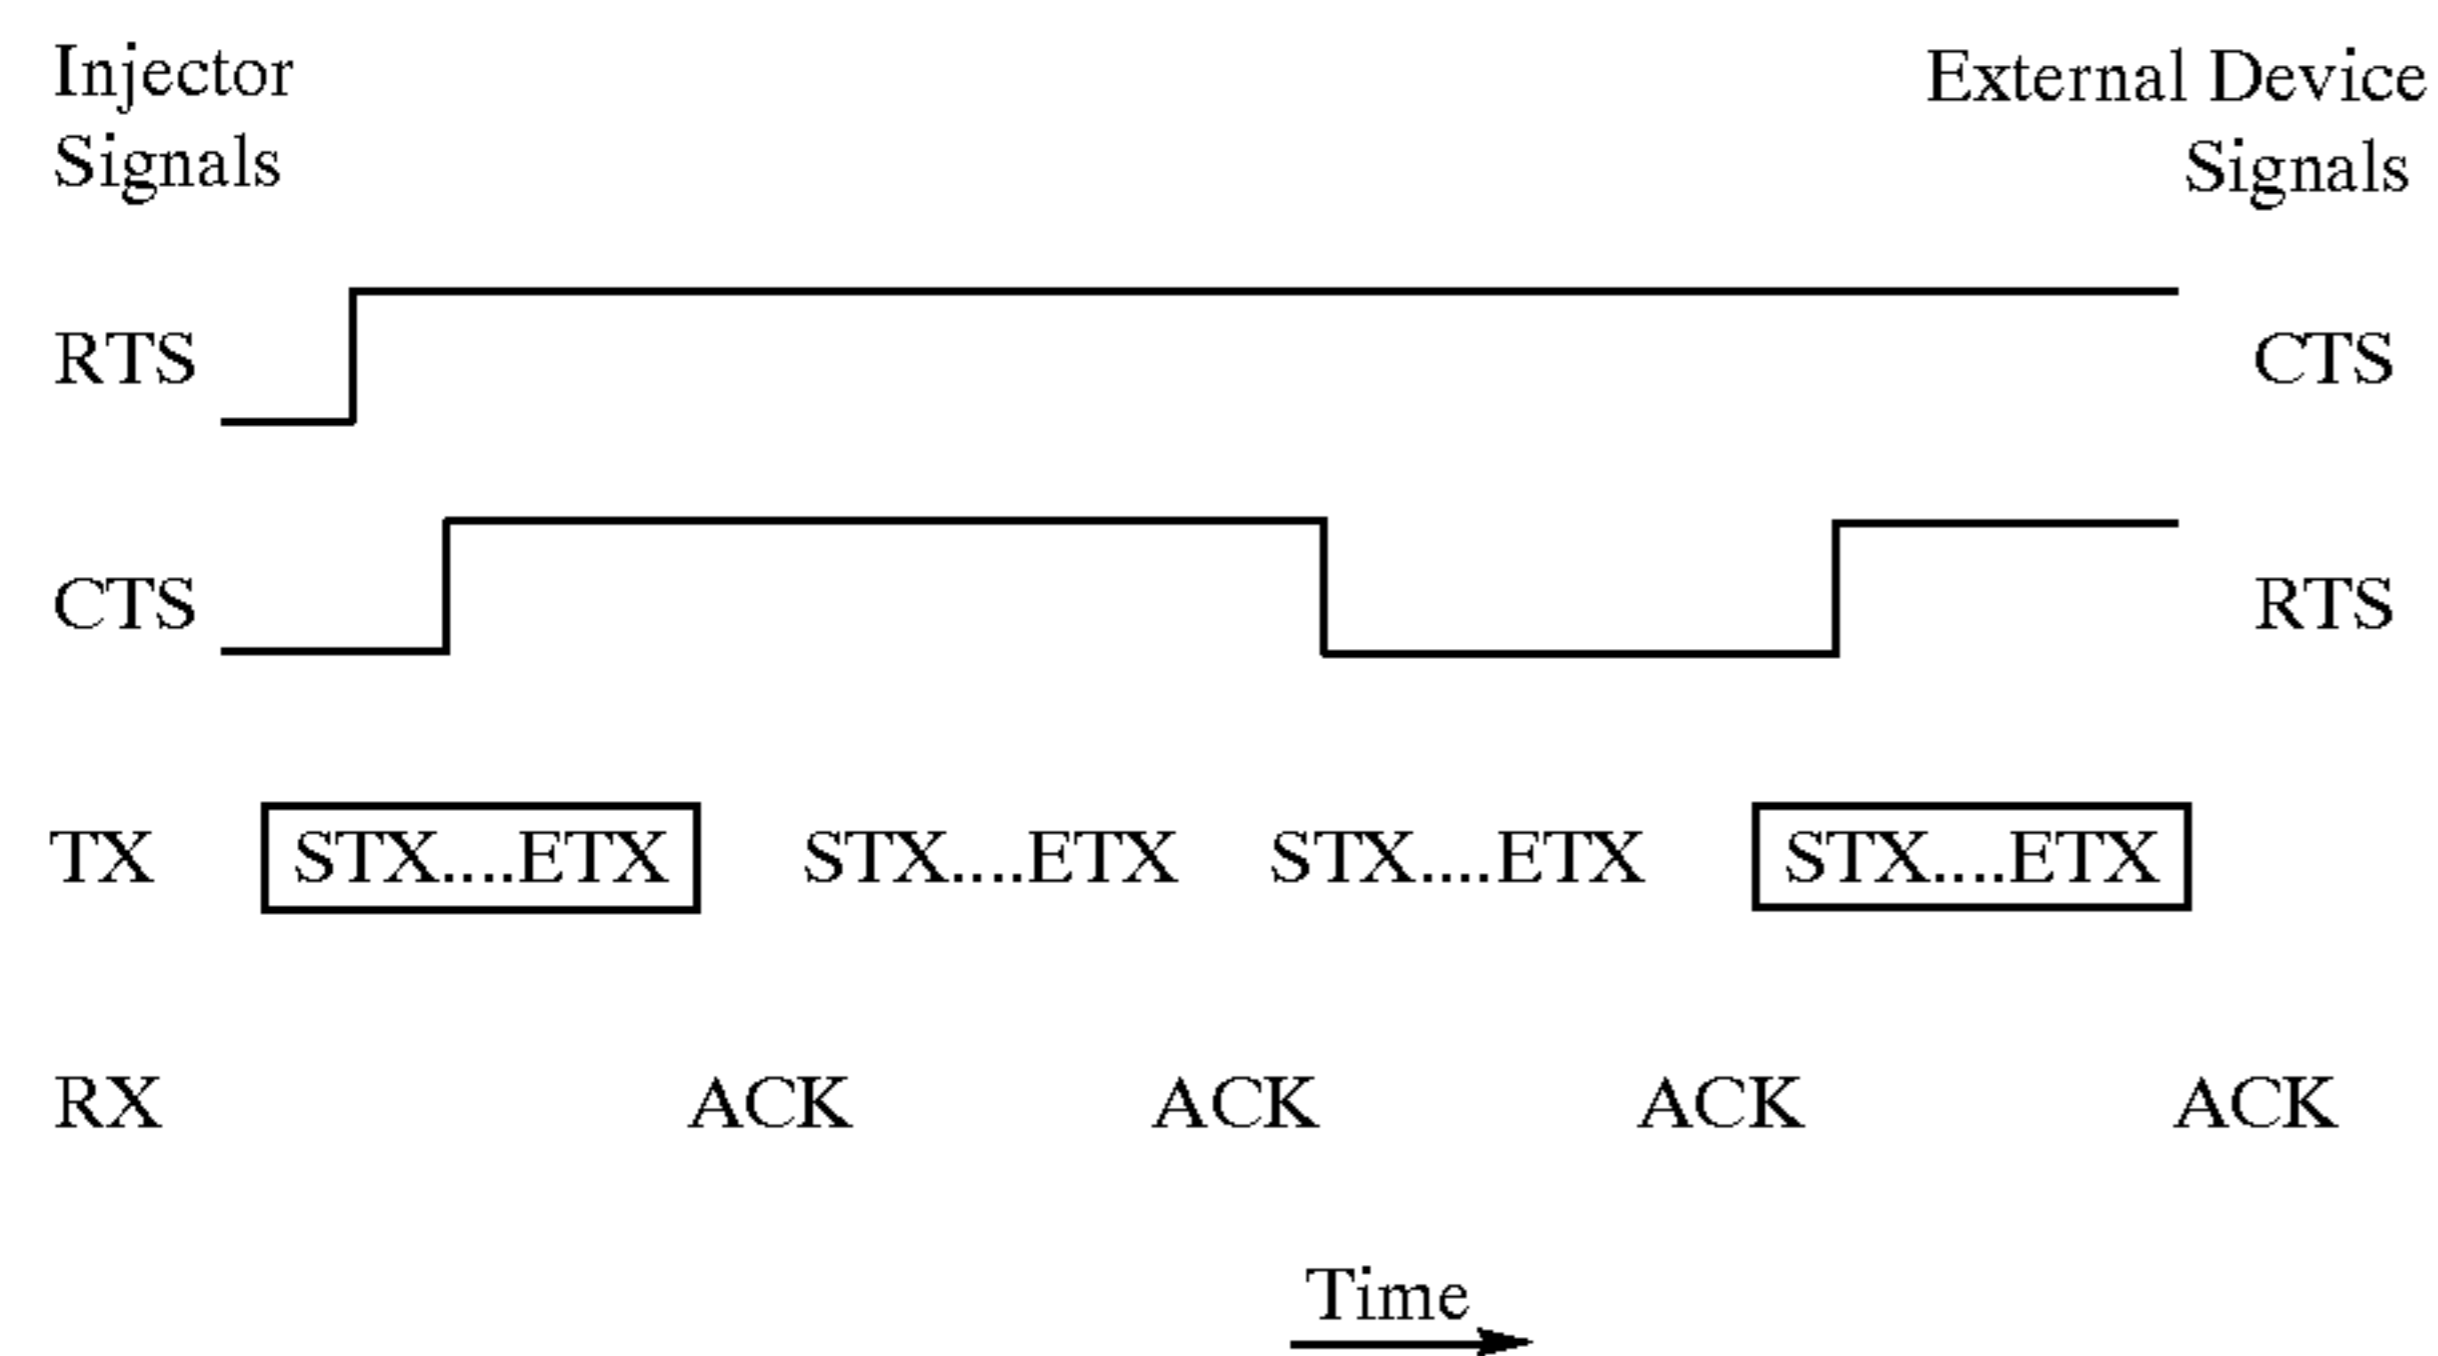 Injector
Signals
External Device
Signals
RTS
CTS
CTS
RTS
TX STX....ETX STX....ETX STX....ETX STX....ETX
RX ACK ACK ACK ACK
Time